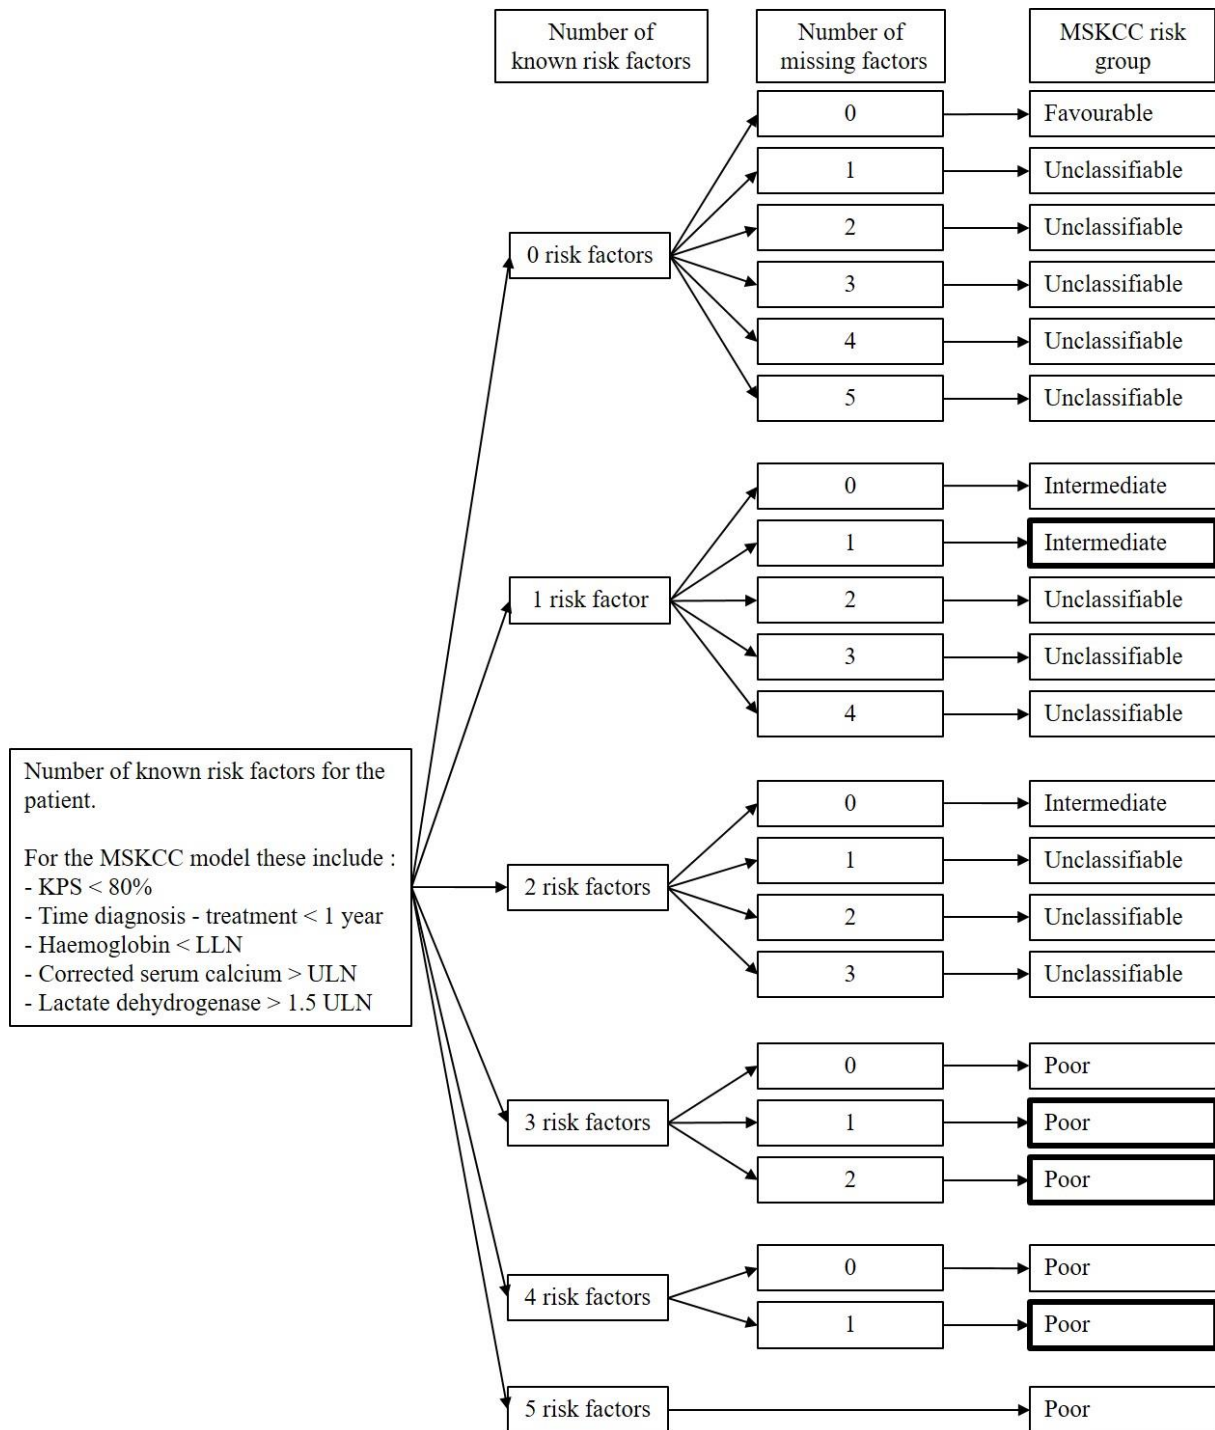 Number of
known risk factors
Number of
missing factors
MSKCC risk
group
0 risk factors
0
Favourable
1
Unclassifiable
2
Unclassifiable
3
Unclassifiable
4
Unclassifiable
5
Unclassifiable
1 risk factor
0
Intermediate
1
Intermediate
2
Unclassifiable
3
Unclassifiable
4
Unclassifiable
Number of known risk factors for the
patient.
For the MSKCC model these include :
- KPS < 80%
- Time diagnosis - treatment < 1 year
- Haemoglobin < LLN
- Corrected serum calcium > ULN
- Lactate dehydrogenase > 1.5 ULN
2 risk factors
0
Intermediate
1
Unclassifiable
2
Unclassifiable
3
Unclassifiable
3 risk factors
0
Poor
1
Poor
2
Poor
4 risk factors
0
Poor
1
Poor
5 risk factors
Poor